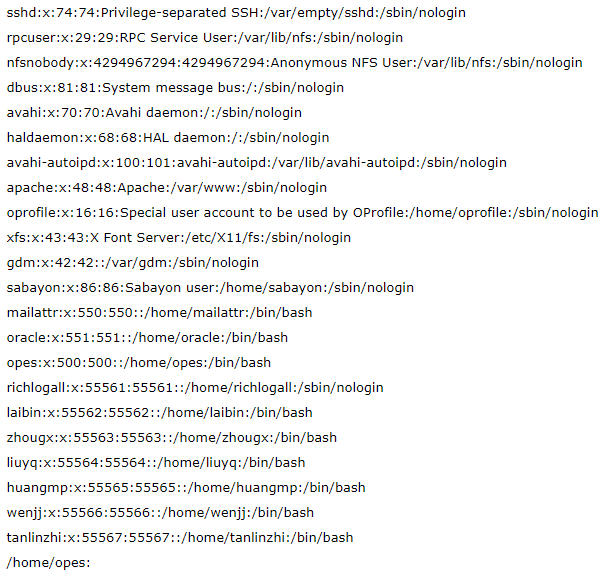 sshd:x:74:74:Privilege-separated SSH:/var/empty/sshd:/sbin/nologin
rpcuser:x:29:29:RPC Service User:/var/lib/nfs:/sbin/nologin
nfsnobody:x:4294967294:4294967294:Anonymous NFS User:/var/lib/nfs:/sbin/nologin
dbus:x:81:81:System message bus:/:/sbin/nologin
avahi:x:70:70:Avahi daemon:/:/sbin/nologin
haldaemon:x:68:68:HAL daemon:/:/sbin/nologin
avahi-autoipd:x:100:101:avahi-autoipd:/var/lib/avahi-autoipd:/sbin/nologin
apache:x:48:48:Apache:/var/www:/sbin/nologin
oprofile:x:16:16:Special user account to be used by OProfile:/home/oprofile:/sbin/nologin
xfs:x:43:43:X Font Server:/etc/X11/fs:/sbin/nologin
gdm:x:42:42::/var/gdm:/sbin/nologin
sabayon:x:86:86:Sabayon user:/home/sabayon:/sbin/nologin
mailattr:x:550:550::/home/mailattr:/bin/bash
oracle:x:551:551::/home/oracle:/bin/bash
opes:x:500:500::/home/opes:/bin/bash
richlogall:x:55561:55561::/home/richlogall:/sbin/nologin
laibin:x:55562:55562::/home/laibin:/bin/bash
zhougx:x:55563:55563::/home/zhougx:/bin/bash
liuyq:x:55564:55564::/home/liuyq:/bin/bash
huangmp:x:55565:55565::/home/huangmp:/bin/bash
wenjj:x:55566:55566::/home/wenjj:/bin/bash
tanlinzhi:x:55567:55567::/home/tanlinzhi:/bin/bash
/home/opes: